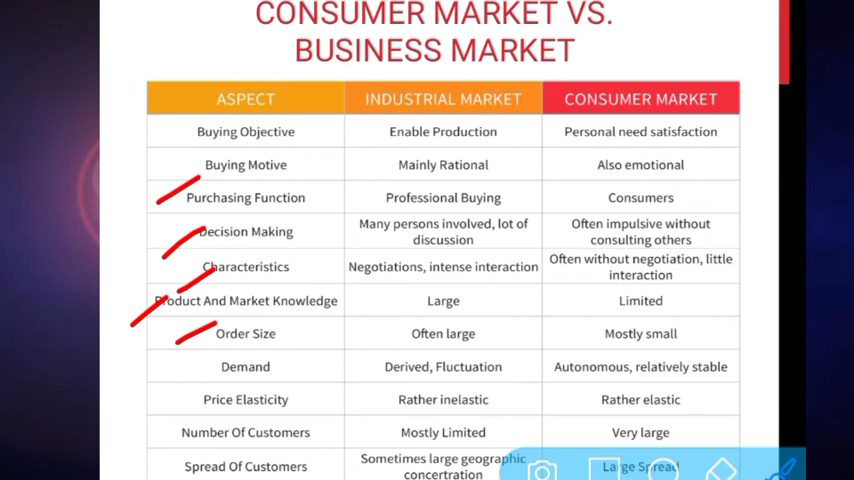 CONSUMER MARKET VS.
BUSINESS MARKET
ASPECT INDUSTRIAL MARKET CONSUMER MARKET
Buying Objective Enable Production Personal need satisfaction
Buying Motive Mainly Rational Also emotional
Purchasing Function Professional Buying Consumers
Decision Making Many persons involved, lot of discussion Often impulsive without consulting others
Characteristics Negotiations, intense interaction Often without negotiation, little interaction
Product And Market Knowledge Large Limited
Order Size Often large Mostly small
Demand Derived, Fluctuation Autonomous, relatively stable
Price Elasticity Rather inelastic Rather elastic
Number Of Customers Mostly Limited Very large
Spread Of Customers Sometimes large geographic concertration Large Spread